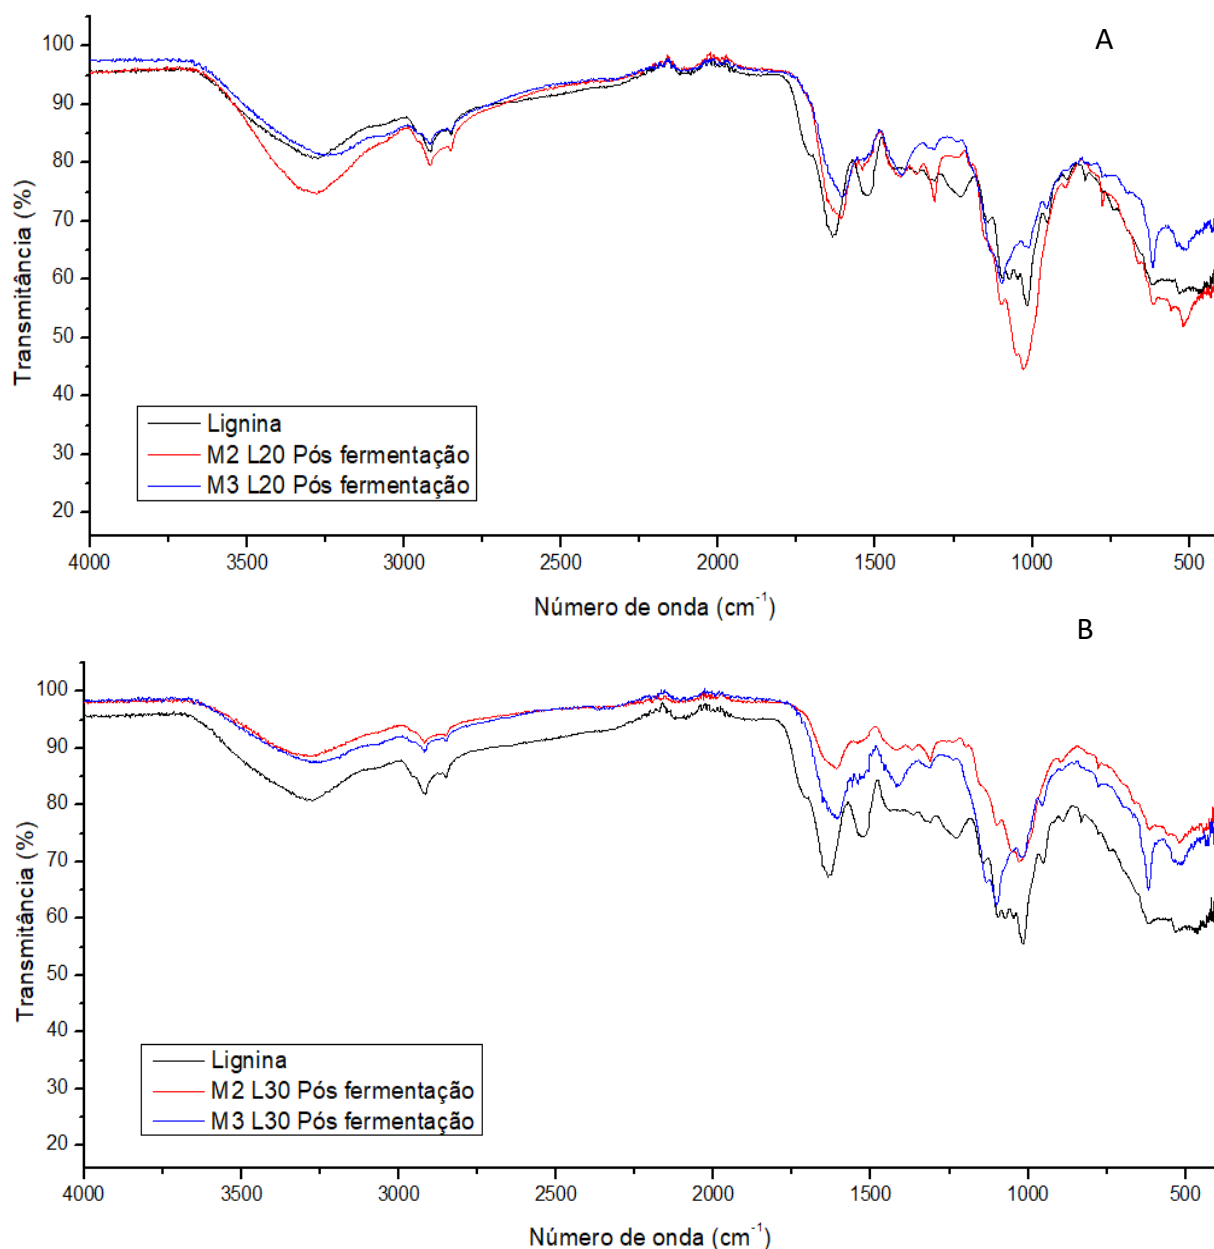 A
100
90
80
70
60
50
40
30
20
Transmitância (%)
Lignina
M2 L20 Pós fermentação
M3 L20 Pós fermentação
4000 3500 3000 2500 2000 1500 1000 500
Número de onda (cm⁻¹)
B
100
90
80
70
60
50
40
30
20
Transmitância (%)
Lignina
M2 L30 Pós fermentação
M3 L30 Pós fermentação
4000 3500 3000 2500 2000 1500 1000 500
Número de onda (cm⁻¹)